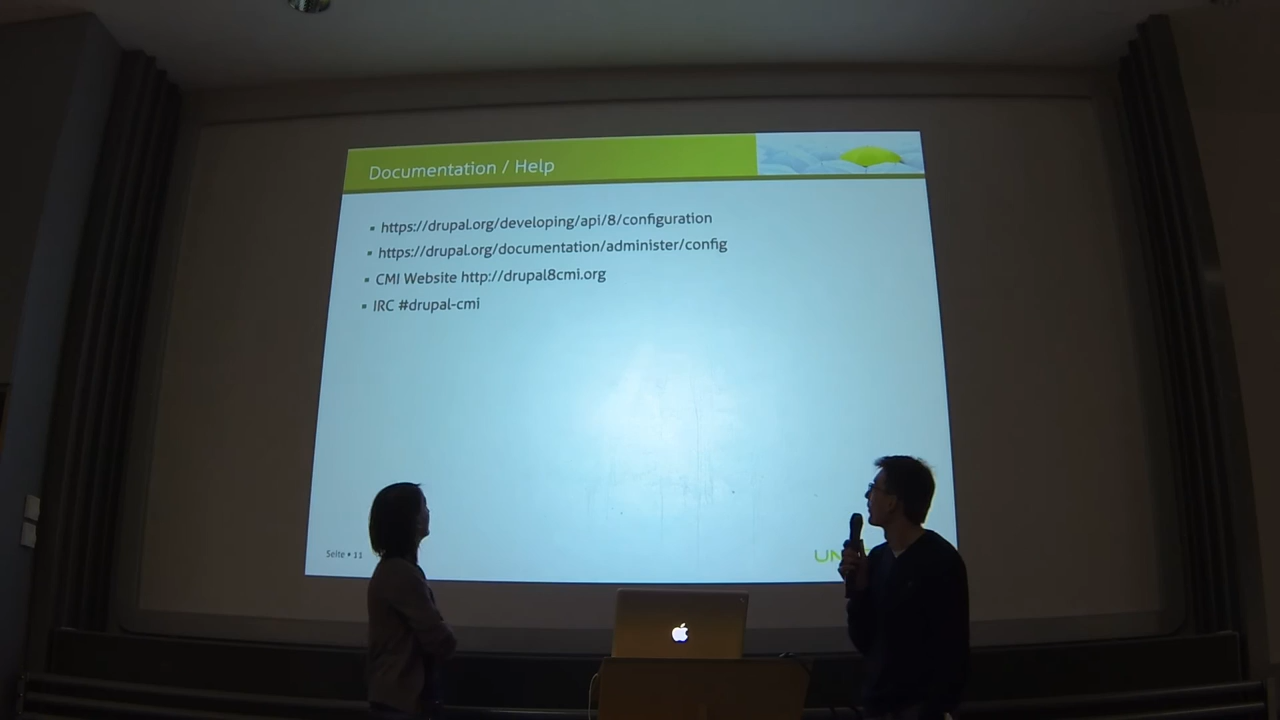 Documentation / Help
▪ https://drupal.org/developing/api/8/configuration
▪ https://drupal.org/documentation/administer/config
▪ CMI Website http://drupal8cmi.org
▪ IRC #drupal-cmi
Seite ▪ 11